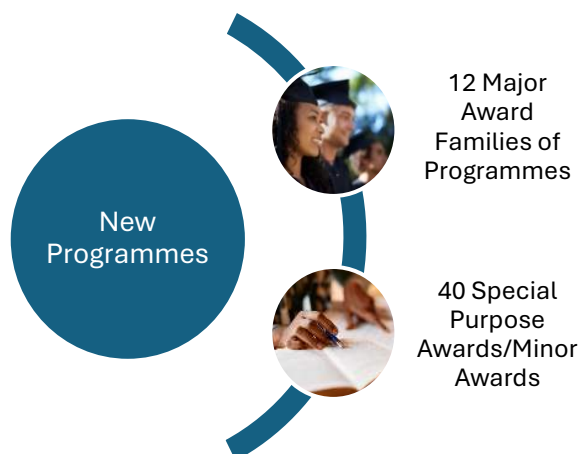 New
Programmes
12 Major
Award
Families of
Programmes
40 Special
Purpose
Awards/Minor
Awards